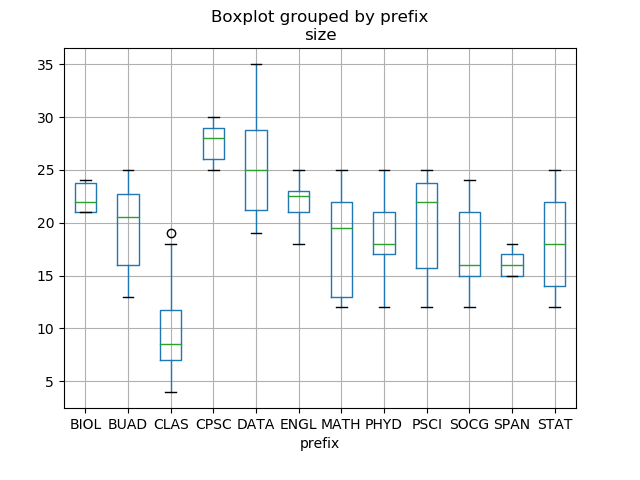 Boxplot grouped by prefix
size
35
30
25
20
15
10
5
BIOL BUAD CLAS CPSC DATA ENGL MATH PHYD PSCI SOCG SPAN STAT
prefix